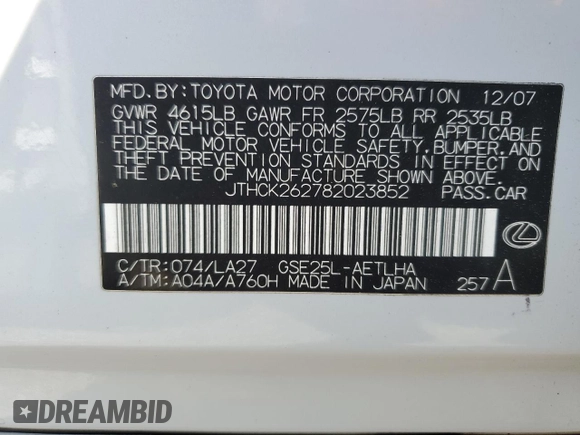 MFD.BY:TOYOTA MOTOR CORPORATION 12/07
GVWR 4615LB GAWR FR 2575LB RR 2535LB
THIS VEHICLE CONFORMS TO ALL APPLICABLE
FEDERAL MOTOR VEHICLE SAFETY,BUMPER,AND
THEFT PREVENTION STANDARDS IN EFFECT ON
THE DATE OF MANUFACTURE SHOWN ABOVE.
JTHCK262782023852 PASS.CAR
C/TR:074/LA27 GSE25L-AETLHA
A/TM:A04A/A760H MADE IN JAPAN 257A
DREAMBID